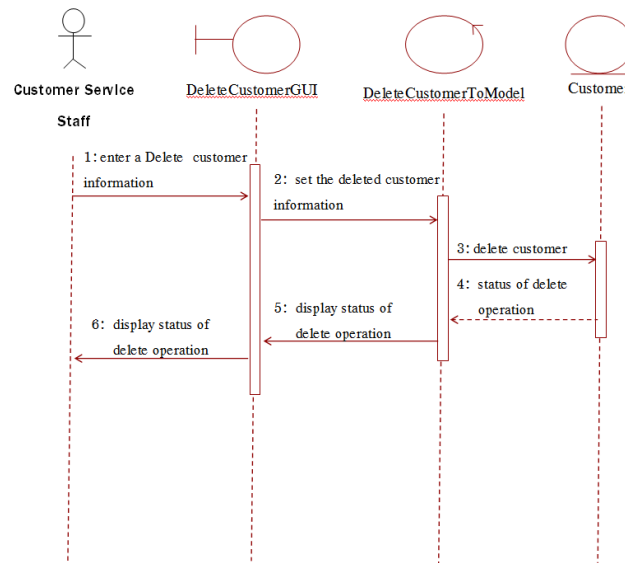 Customer Service
Staff
DeleteCustomerGUI
DeleteCustomerToModel
Customer
1: enter a Delete customer
information
2: set the deleted customer
information
3: delete customer
4: status of delete
operation
5: display status of
delete operation
6: display status of
delete operation